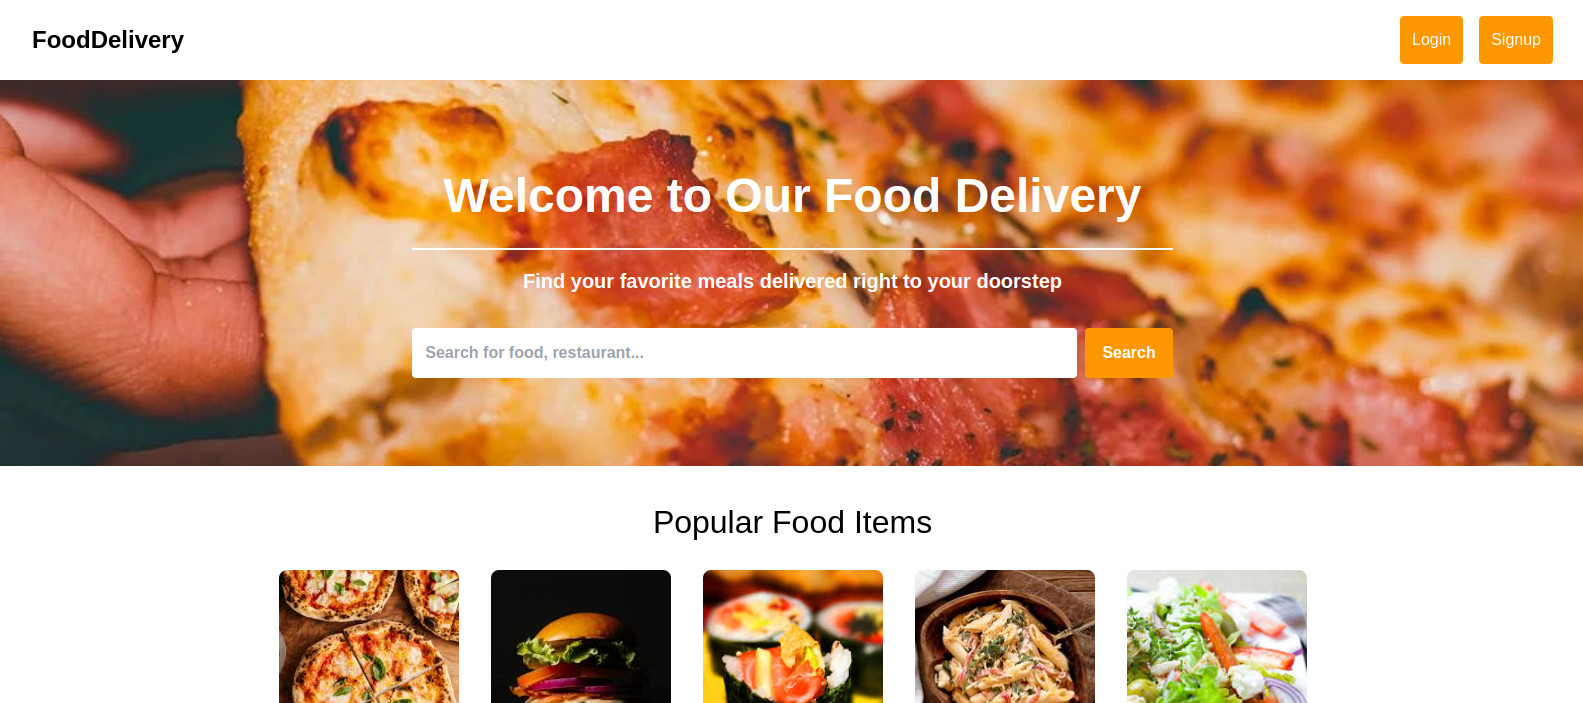 FoodDelivery
Login
Signup
Welcome to Our Food Delivery
Find your favorite meals delivered right to your doorstep
Search for food, restaurant...
Search
Popular Food Items